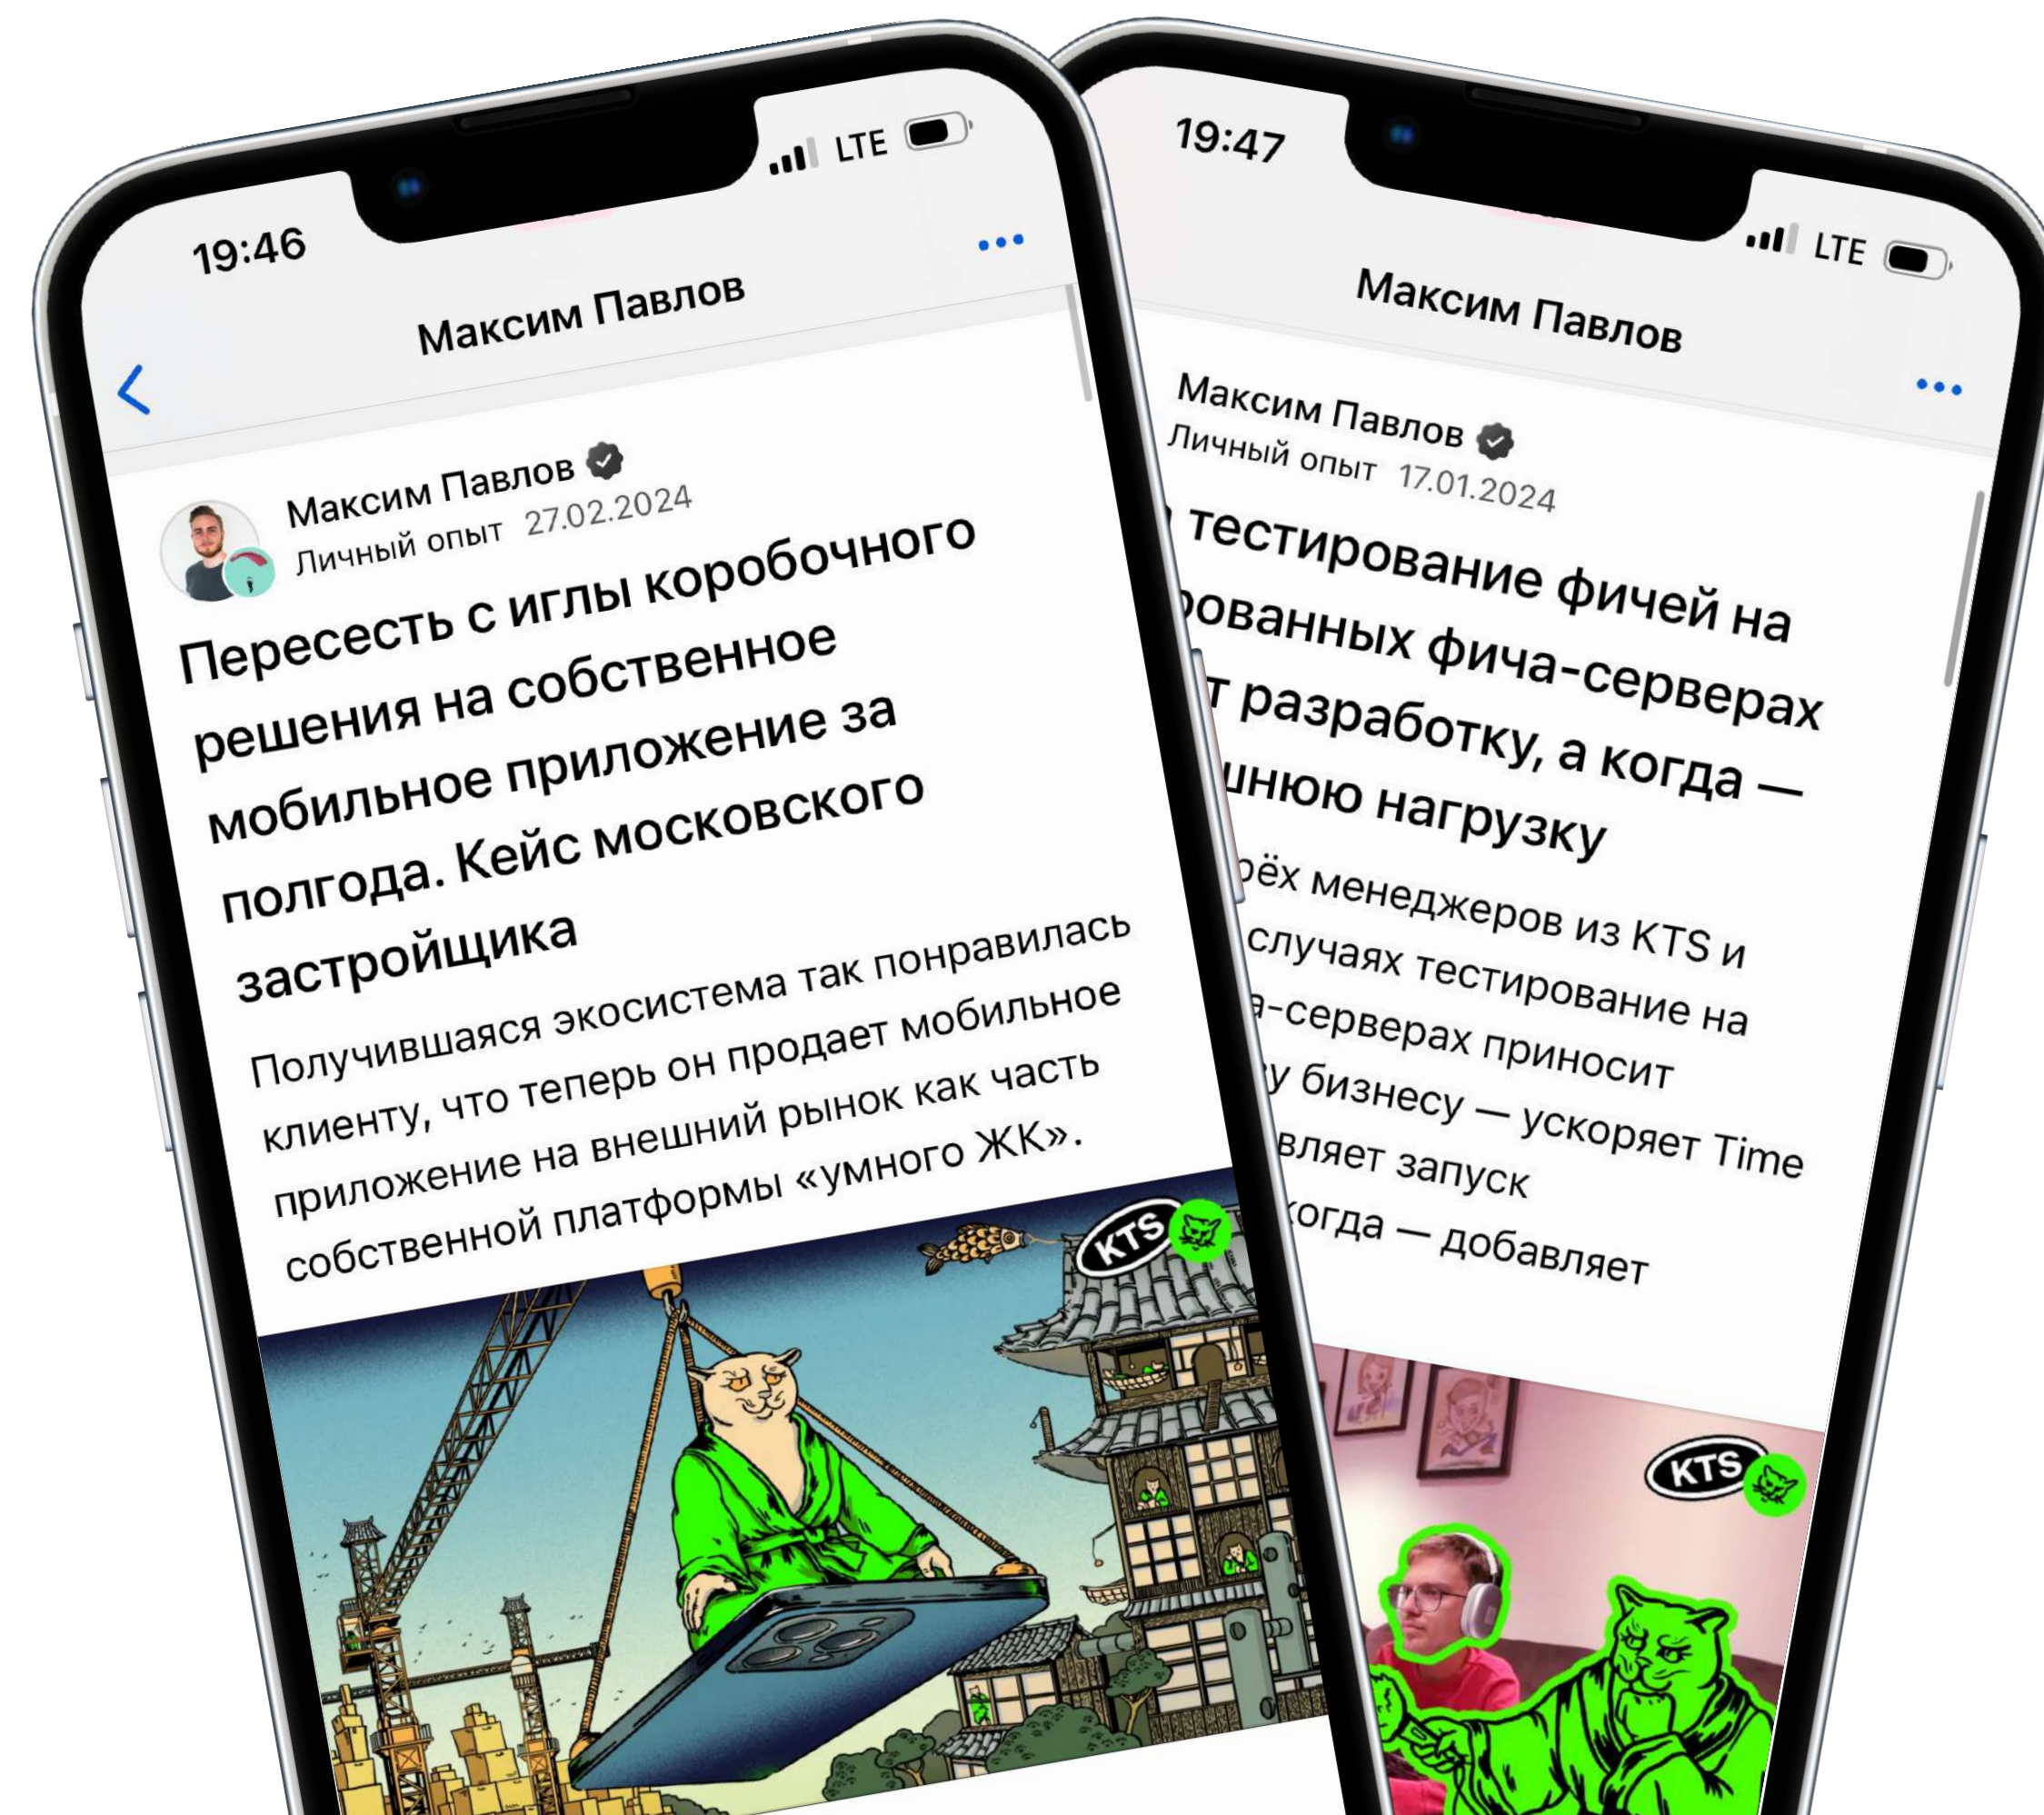 19:46
LTE
Максим Павлов
Максим Павлов
Личный опыт 27.02.2024
Пересесть с иглы коробочного
решения на собственное
мобильное приложение за
полгода. Кейс московского
застройщика
Получившаяся экосистема так понравилась
клиенту, что теперь он продает мобильное
приложение на внешний рынок как часть
собственной платформы «умного ЖК».
KTS
19:47
LTE
Максим Павлов
Максим Павлов
Личный опыт 17.01.2024
тестирование фичей на
фича-серверах
разработку, а когда —
нагрузку
менеджеров из KTS и
случаях тестирование на
-серверах приносит
бизнесу — ускоряет Time
запуск
когда — добавляет
KTS